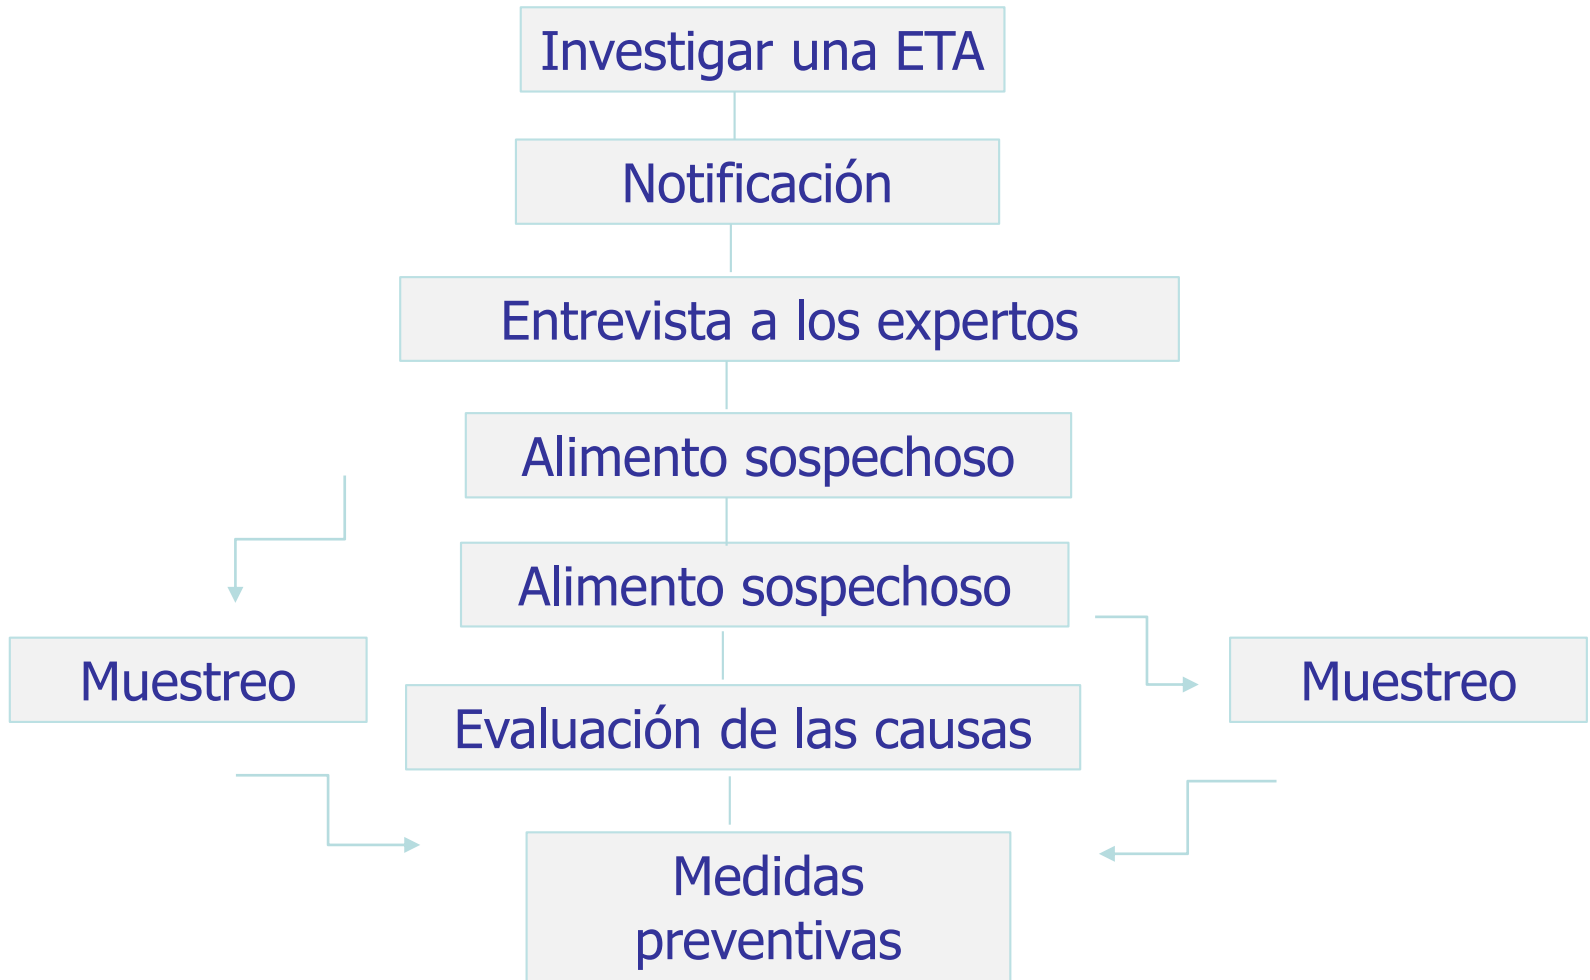 Investigar una ETA
Notificación
Entrevista a los expertos
Alimento sospechoso
Alimento sospechoso
Muestreo
Muestreo
Evaluación de las causas
Medidas
preventivas